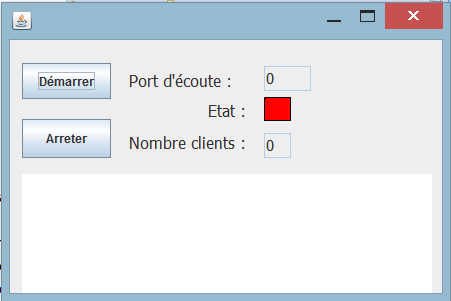 Démarrer
Port d'écoute :
0
Etat :
Arreter
Nombre clients :
0